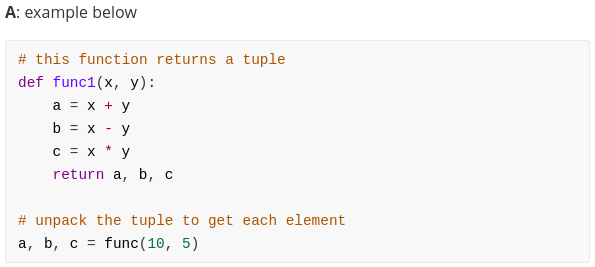 A: example below
# this function returns a tuple
def func1(x, y):
    a = x + y
    b = x - y
    c = x * y
    return a, b, c
# unpack the tuple to get each element
a, b, c = func(10, 5)